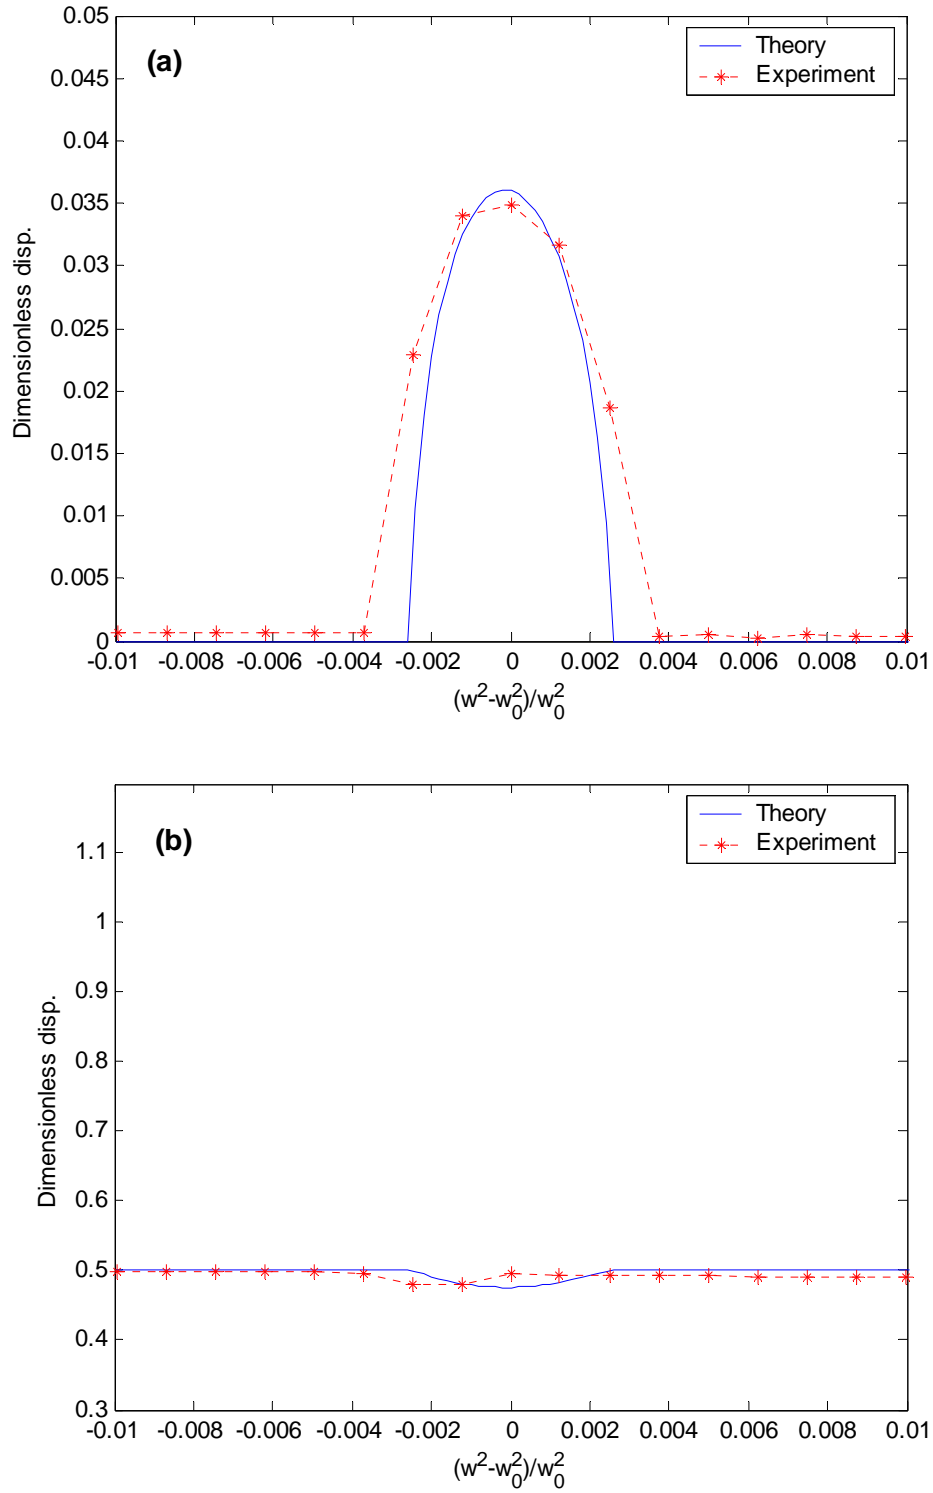 0.05
(a)
Theory
Experiment
0.045
0.04
0.035
0.03
0.025
0.02
0.015
0.01
0.005
0
Dimensionless disp.
-0.01 -0.008 -0.006 -0.004 -0.002 0 0.002 0.004 0.006 0.008 0.01
(w²-w₀²)/w₀²
(b)
Theory
Experiment
1.1
1
0.9
0.8
0.7
0.6
0.5
0.4
0.3
Dimensionless disp.
-0.01 -0.008 -0.006 -0.004 -0.002 0 0.002 0.004 0.006 0.008 0.01
(w²-w₀²)/w₀²